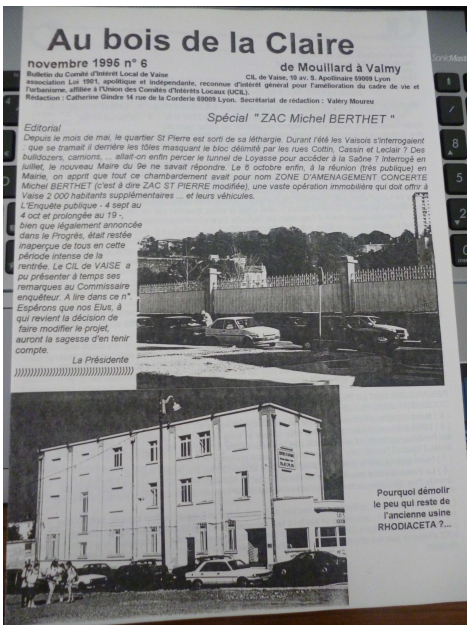 Au bois de la Claire
novembre 1995 n° 6
de Mouillard à Valmy
Bulletin du Comité d'Intérêt Local de Vaise
CIL de Vaise, 10 av. S. Apollinaire 69009 Lyon
association Loi 1901, apolitique et indépendante, reconnue d'intérêt général pour l'amélioration du cadre de vie et
l'urbanisme, affiliée à l'Union des Comités d'Intérêts Locaux (UCIL).
Rédaction : Catherine Gindre 14 rue de la Corderie 69009 Lyon. Secrétariat de rédaction : Valéry Moureu
Spécial "ZAC Michel BERTHET "
Editorial
Depuis le mois de mai, le quartier St Pierre est sorti de sa léthargie. Durant l'été les Vaisois s'interrogaient
: que se tramait il derrière les tôles masquant le bloc délimité par les rues Cottin, Cassin et Leclair ? Des
bulldozers, camions, ... allait-on enfin percer le tunnel de Loyasse pour accéder à la Saône ? Interrogé en
juillet, le nouveau Maire du 9e ne savait répondre. Le 6 octobre enfin, à la réunion (très publique) en
Mairie, on apprit que tout ce chambardement avait pour nom ZONE D'AMENAGEMENT CONCERTE
Michel BERTHET (c'est à dire ZAC ST PIERRE modifiée), une vaste opération immobilière qui doit offrir à
Vaise 2 000 habitants supplémentaires ... et leurs véhicules.
L'Enquête publique - 4 sept au
4 oct et prolongée au 19 -,
bien que légalement annoncée
dans le Progrès, était restée
inaperçue de tous en cette
période intense de la
rentrée. Le CIL de VAISE a
pu présenter à temps ses
remarques au Commissaire
enquêteur. A lire dans ce n°.
Espérons que nos Elus, à
qui revient la décision de
faire modifier le projet,
auront la sagesse d'en tenir
compte.
La Présidente
))))))))))))))))))))))))))))))))))
Pourquoi démolir
le peu qui reste de
l'ancienne usine
RHODIACETA ?...